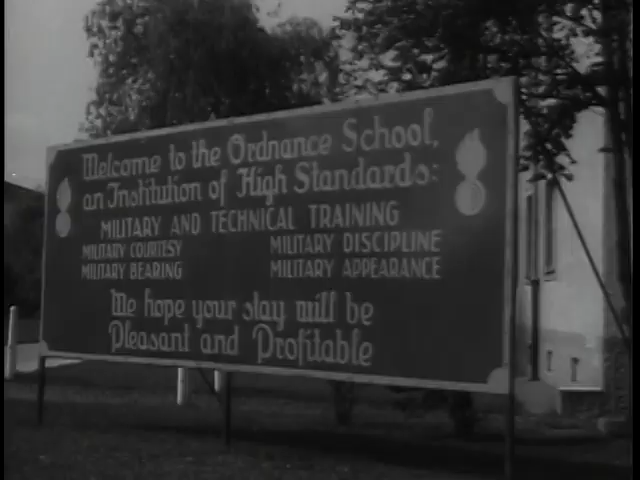 Welcome to the Ordnance School,
an Institution of High Standards:
MILITARY AND TECHNICAL TRAINING
MILITARY COURTESY MILITARY DISCIPLINE
MILITARY BEARING MILITARY APPEARANCE
We hope your stay will be
Pleasant and Profitable